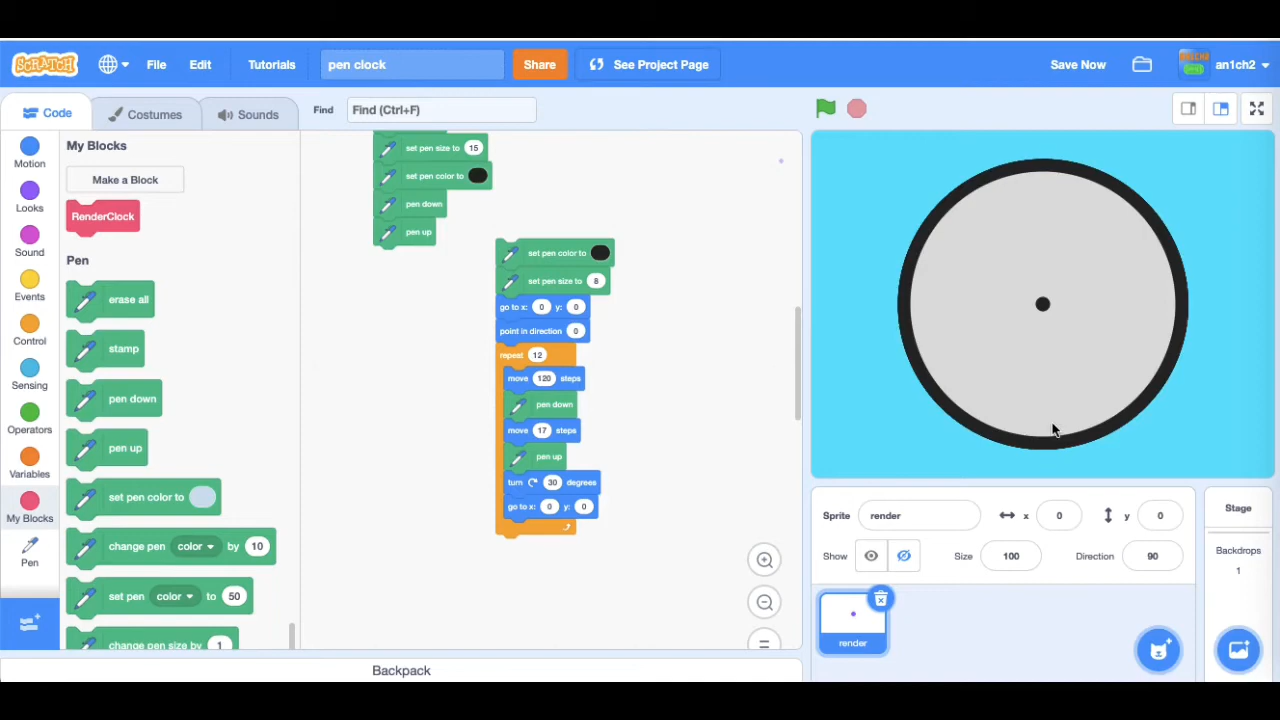 SCRATCH File Edit Tutorials pen clock Share See Project Page Save Now an1ch2
Code Costumes Sounds Find Find (Ctrl+F)
Motion
Looks
Sound
Events
Control
Sensing
Operators
Variables
My Blocks
Pen
My Blocks
Make a Block
RenderClock
Pen
erase all
stamp
pen down
pen up
set pen color to
change pen color by 10
set pen color to 50
change pen size by 1
set pen size to 15
set pen color to
pen down
pen up
set pen color to
set pen size to 8
go to x: 0 y: 0
point in direction 0
repeat 12
move 120 steps
pen down
move 17 steps
pen up
turn 30 degrees
go to x: 0 y: 0
Backpack
Sprite render x 0 y 0
Show Size 100 Direction 90
render
Stage
Backdrops
1